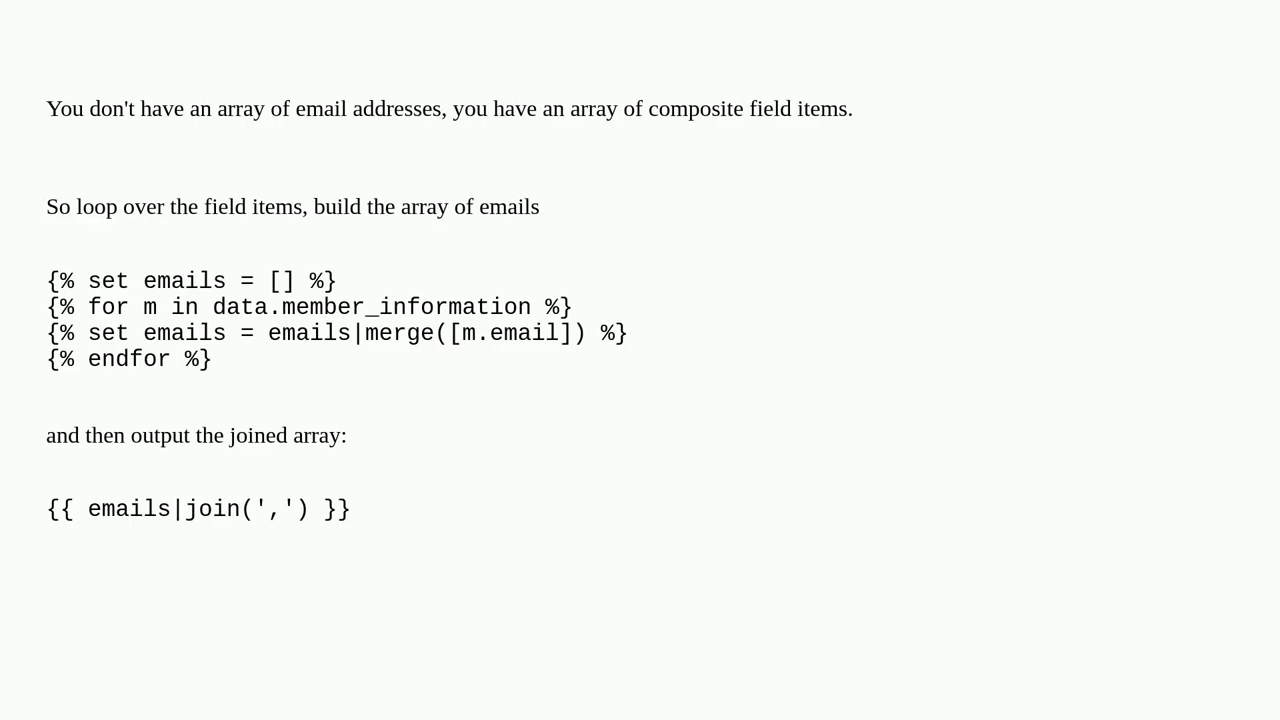 You don't have an array of email addresses, you have an array of composite field items.
So loop over the field items, build the array of emails
{% set emails = [] %}
{% for m in data.member_information %}
{% set emails = emails|merge([m.email]) %}
{% endfor %}
and then output the joined array:
{{ emails|join(',') }}